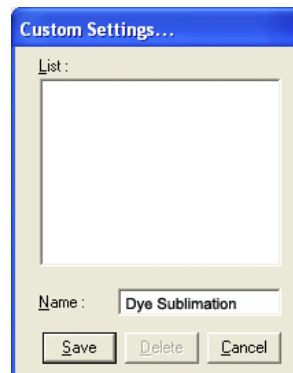 Custom Settings...
List :
Name : Dye Sublimation
Save Delete Cancel